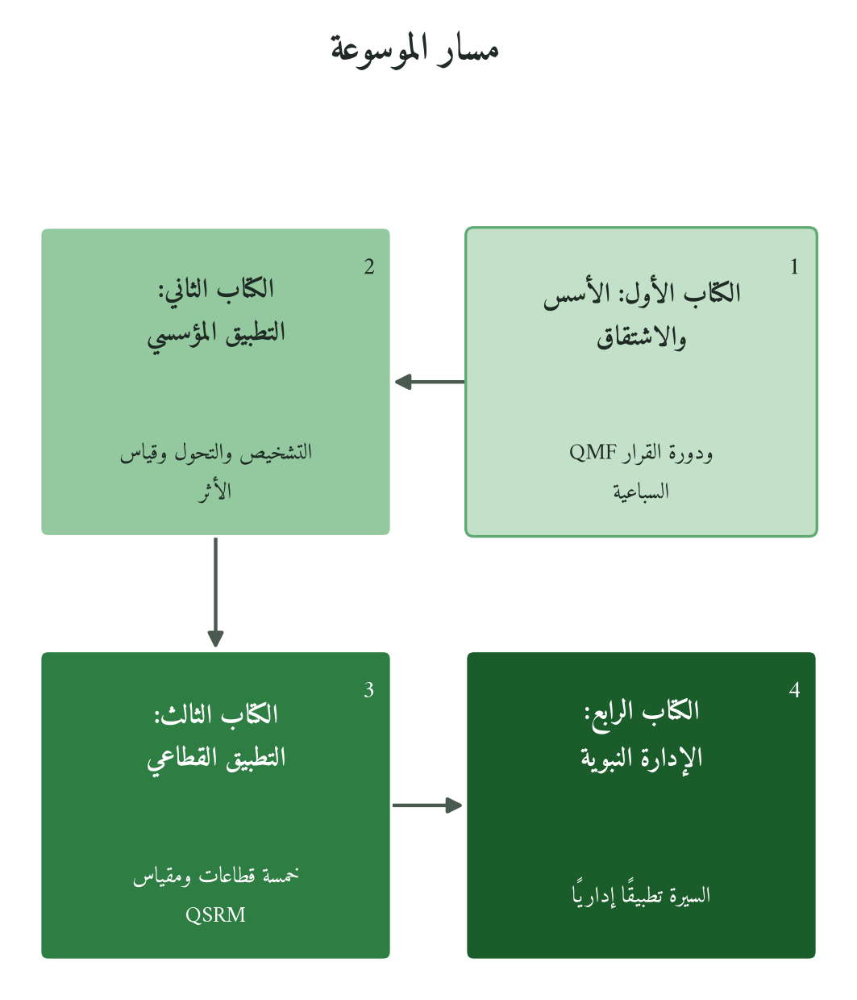 مسار الموسوعة
1
الكتاب الأول: الأسس
والاشتقاق
ودورة القرار QMF
السباعية
2
الكتاب الثاني:
التطبيق المؤسسي
التشخيص والتحول وقياس
الأثر
3
الكتاب الثالث:
التطبيق القطاعي
خمسة قطاعات ومقياس
QSRM
4
الكتاب الرابع:
الإدارة النبوية
السيرة تطبيقًا إداريًا